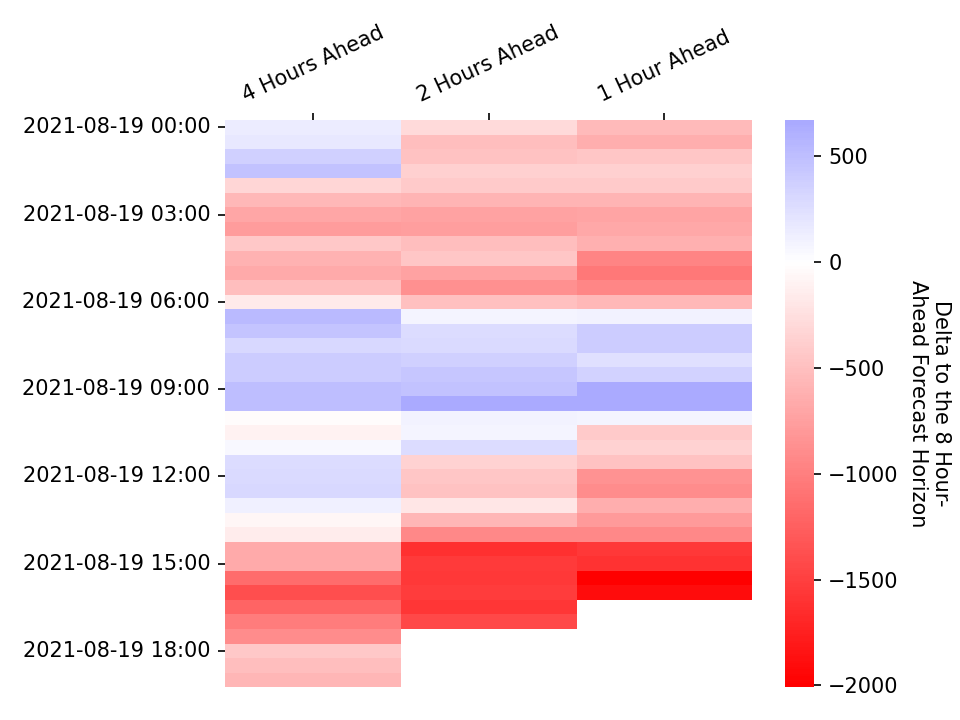 4 Hours Ahead
2 Hours Ahead
1 Hour Ahead
2021-08-19 00:00
2021-08-19 03:00
2021-08-19 06:00
2021-08-19 09:00
2021-08-19 12:00
2021-08-19 15:00
2021-08-19 18:00
500
0
−500
−1000
−1500
−2000
Delta to the 8 Hour-
Ahead Forecast Horizon